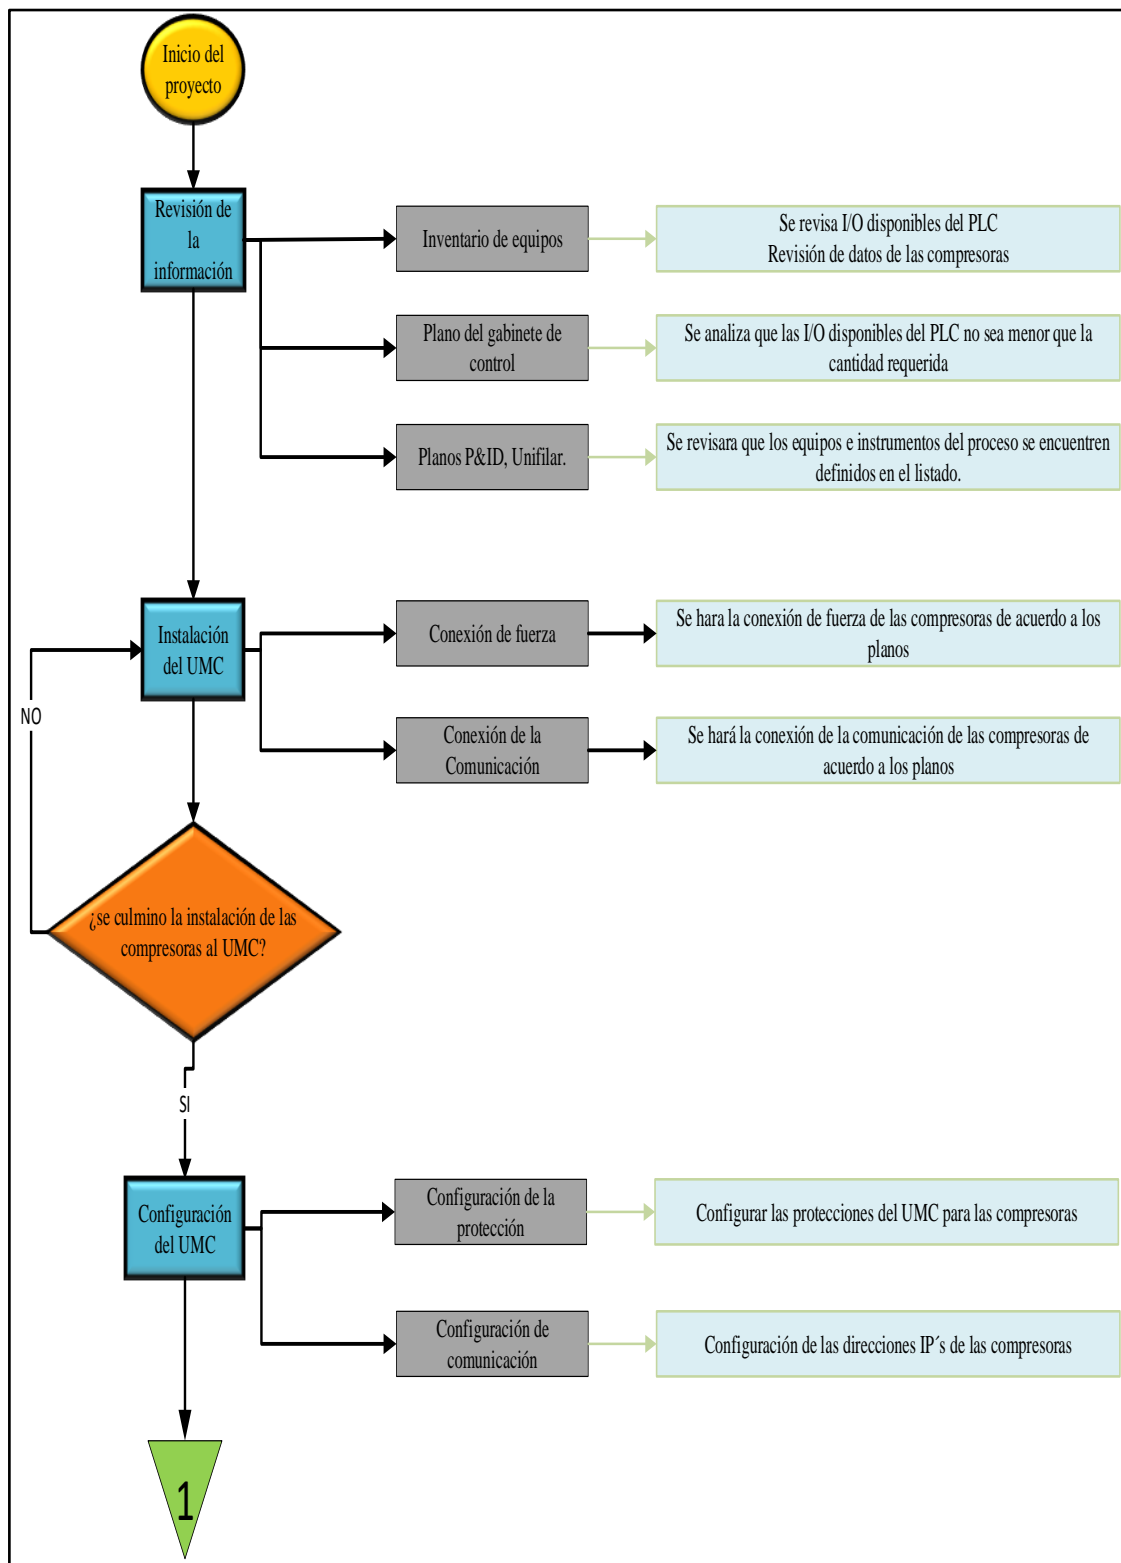 Inicio del
proyecto
Revisión de
la
información
Inventario de equipos
Se revisa I/O disponibles del PLC
Revisión de datos de las compresoras
Plano del gabinete de
control
Se analiza que las I/O disponibles del PLC no sea menor que la
cantidad requerida
Planos P&ID, Unifilar.
Se revisara que los equipos e instrumentos del proceso se encuentren
definidos en el listado.
Instalación
del UMC
Conexión de fuerza
Se hara la conexión de fuerza de las compresoras de acuerdo a los
planos
NO
Conexión de la
Comunicación
Se hará la conexión de la comunicación de las compresoras de
acuerdo a los planos
¿se culmino la instalación de las
compresoras al UMC?
SI
Configuración
del UMC
Configuración de la
protección
Configurar las protecciones del UMC para las compresoras
Configuración de
comunicación
Configuración de las direcciones IP´s de las compresoras
1